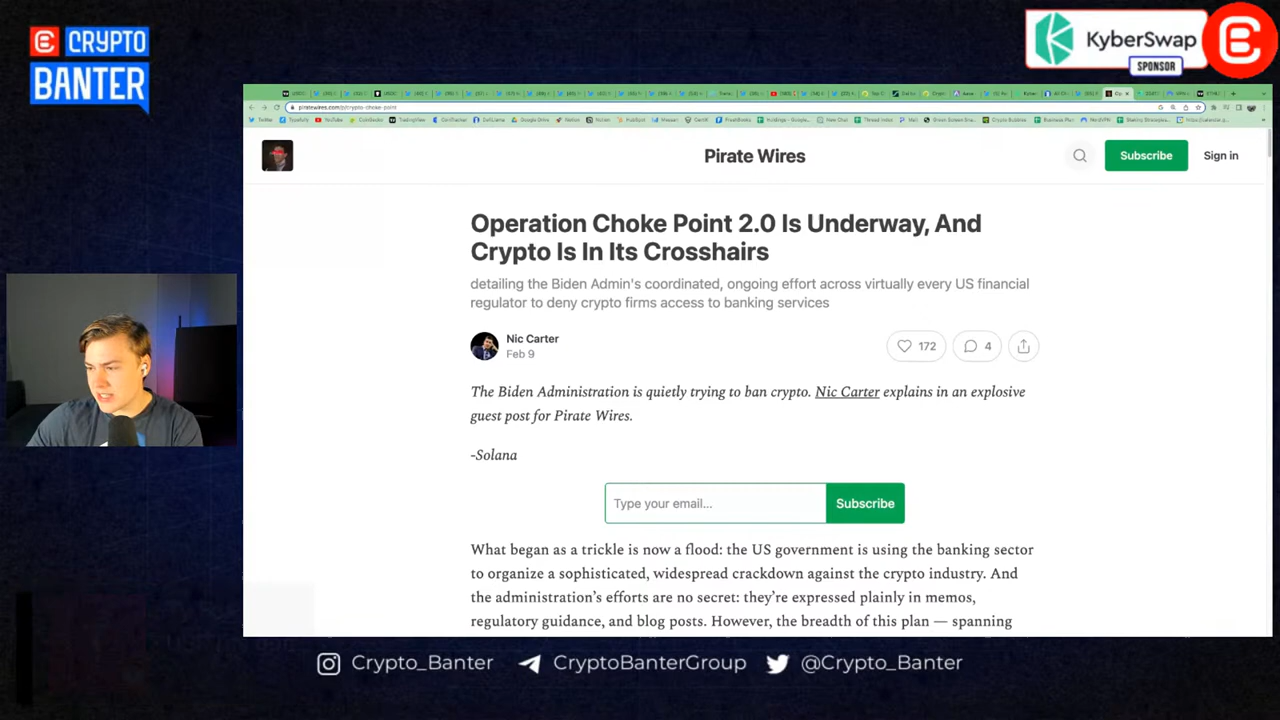 CRYPTO
BANTER
KyberSwap
SPONSOR
piratewires.com/p/crypto-choke-point
Pirate Wires
Subscribe
Sign in
Operation Choke Point 2.0 Is Underway, And
Crypto Is In Its Crosshairs
detailing the Biden Admin's coordinated, ongoing effort across virtually every US financial
regulator to deny crypto firms access to banking services
Nic Carter
Feb 9
172
4
The Biden Administration is quietly trying to ban crypto. Nic Carter explains in an explosive
guest post for Pirate Wires.
-Solana
Type your email...
Subscribe
What began as a trickle is now a flood: the US government is using the banking sector
to organize a sophisticated, widespread crackdown against the crypto industry. And
the administration’s efforts are no secret: they’re expressed plainly in memos,
regulatory guidance, and blog posts. However, the breadth of this plan — spanning
Crypto_Banter
CryptoBanterGroup
@Crypto_Banter